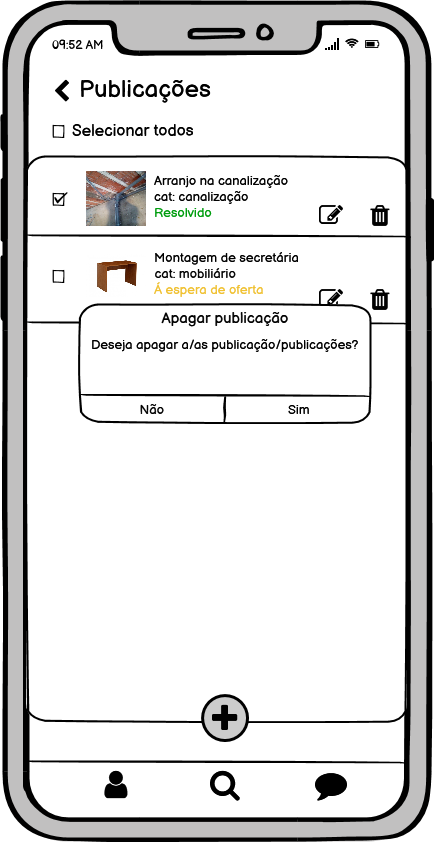 09:52 AM
Publicações
Selecionar todos
Arranjo na canalização
cat: canalização
Resolvido
Montagem de secretária
cat: mobiliário
Á espera de oferta
Apagar publicação
Deseja apagar a/as publicação/publicações?
Não
Sim